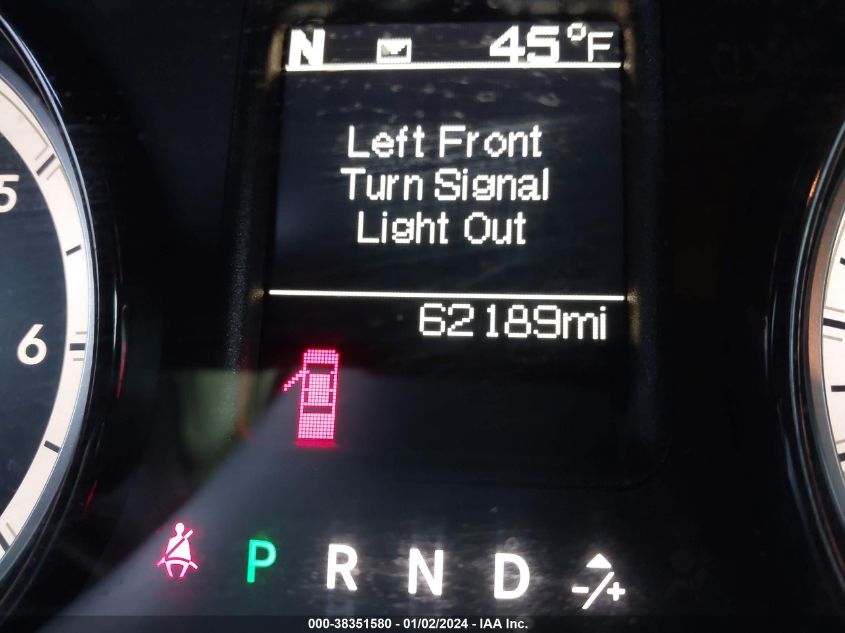 N 45°F
Left Front
Turn Signal
Light Out
62189mi
5
6
P R N D -/+
000-38351580 - 01/02/2024 - IAA Inc.